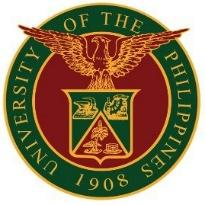 UNIVERSITY OF THE PHILIPPINES
1908